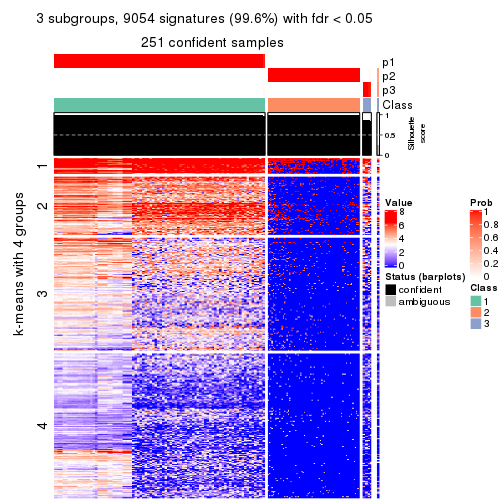 3 subgroups, 9054 signatures (99.6%) with fdr < 0.05
251 confident samples
p1
p2
p3
Class
1
0.5
0
Silhouette
score
k-means with 4 groups
1
2
3
4
Value
8
6
4
2
0
Status (barplots)
confident
ambiguous
Prob
1
0.8
0.6
0.4
0.2
0
Class
1
2
3